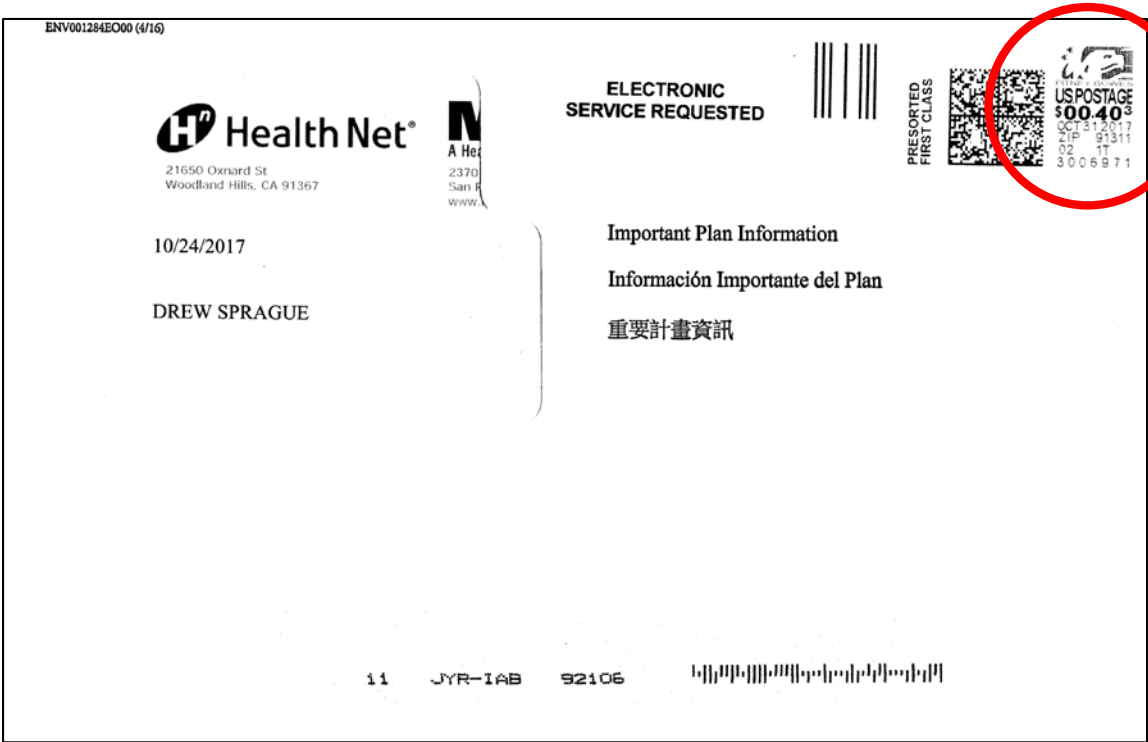 ENV001284EO00 (4/16)
Health Net®
21650 Oxnard St
Woodland Hills, CA 91367
A
2370
San
www.
ELECTRONIC
SERVICE REQUESTED
PRESORTED
FIRST CLASS
PITNEY BOWES
US POSTAGE
$00.40³
OCT 31 2017
ZIP 91311
02 1T
3006971
10/24/2017
DREW SPRAGUE
Important Plan Information
Información Importante del Plan
重要計畫資訊
11 JYR-IAB 92106